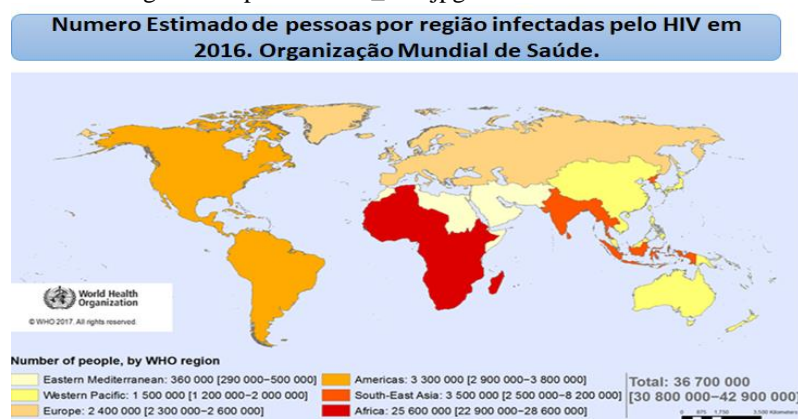 Numero Estimado de pessoas por região infectadas pelo HIV em
2016. Organização Mundial de Saúde.
World Health
Organization
© WHO 2017. All rights reserved.
Number of people, by WHO region
Eastern Mediterranean: 360 000 [290 000–500 000]
Western Pacific: 1 500 000 [1 200 000–2 000 000]
Europe: 2 400 000 [2 300 000–2 600 000]
Americas: 3 300 000 [2 900 000–3 800 000]
South-East Asia: 3 500 000 [2 500 000–8 200 000]
Africa: 25 600 000 [22 900 000–28 600 000]
Total: 36 700 000
[30 800 000–42 900 000]